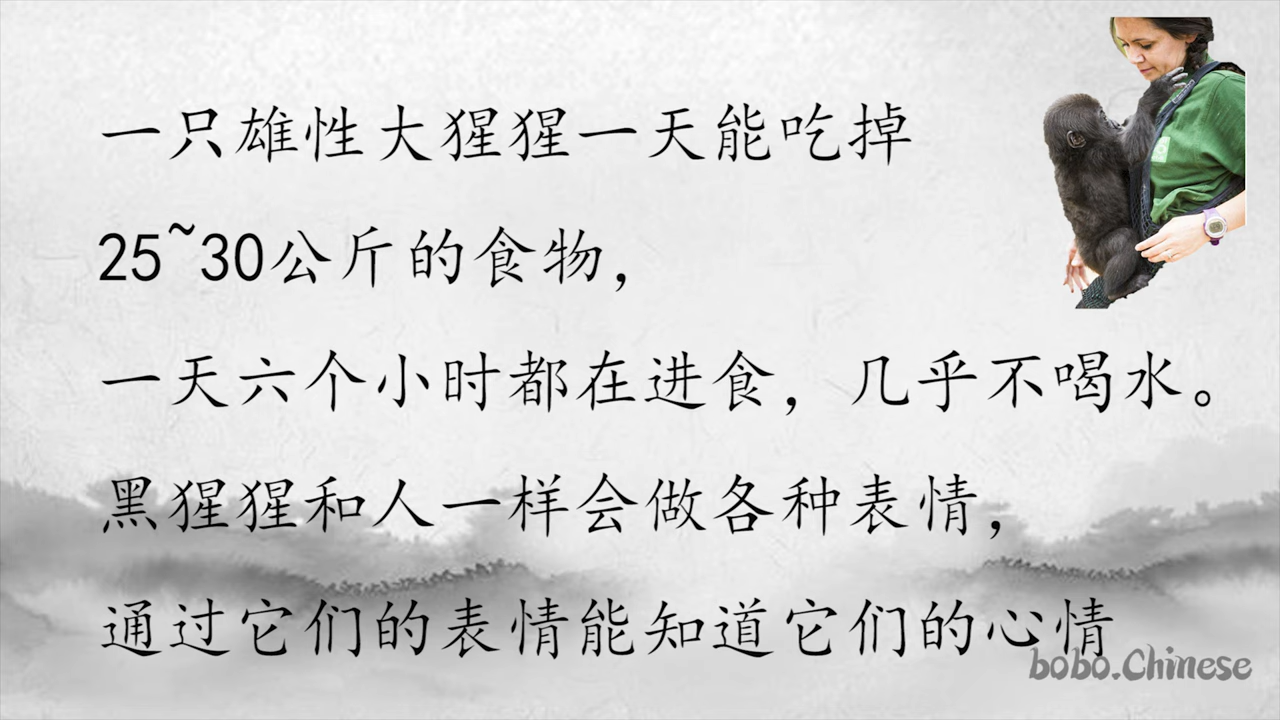 一只雄性大猩猩一天能吃掉
25~30公斤的食物，
一天六个小时都在进食，几乎不喝水。
黑猩猩和人一样会做各种表情，
通过它们的表情能知道它们的心情
bobo.Chinese